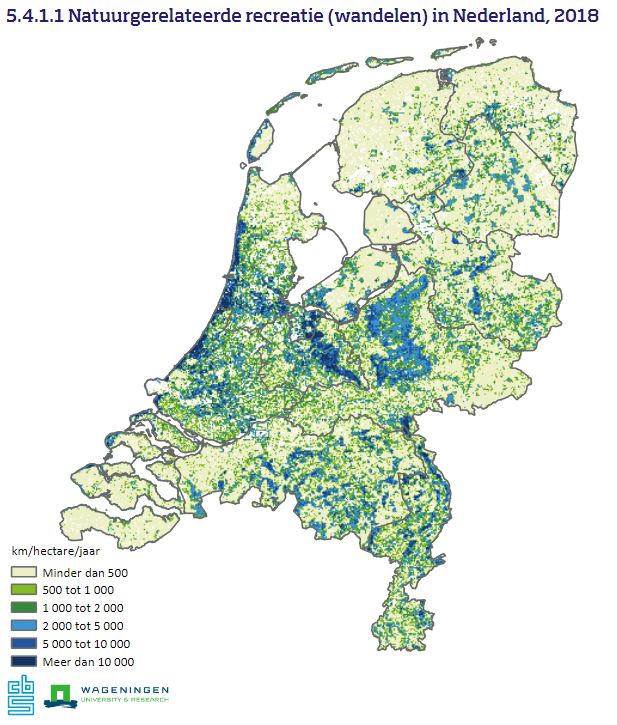 5.4.1.1 Natuurgerelateerde recreatie (wandelen) in Nederland, 2018
km/hectare/jaar
Minder dan 500
500 tot 1 000
1 000 tot 2 000
2 000 tot 5 000
5 000 tot 10 000
Meer dan 10 000
cbs
WAGENINGEN
UNIVERSITY & RESEARCH